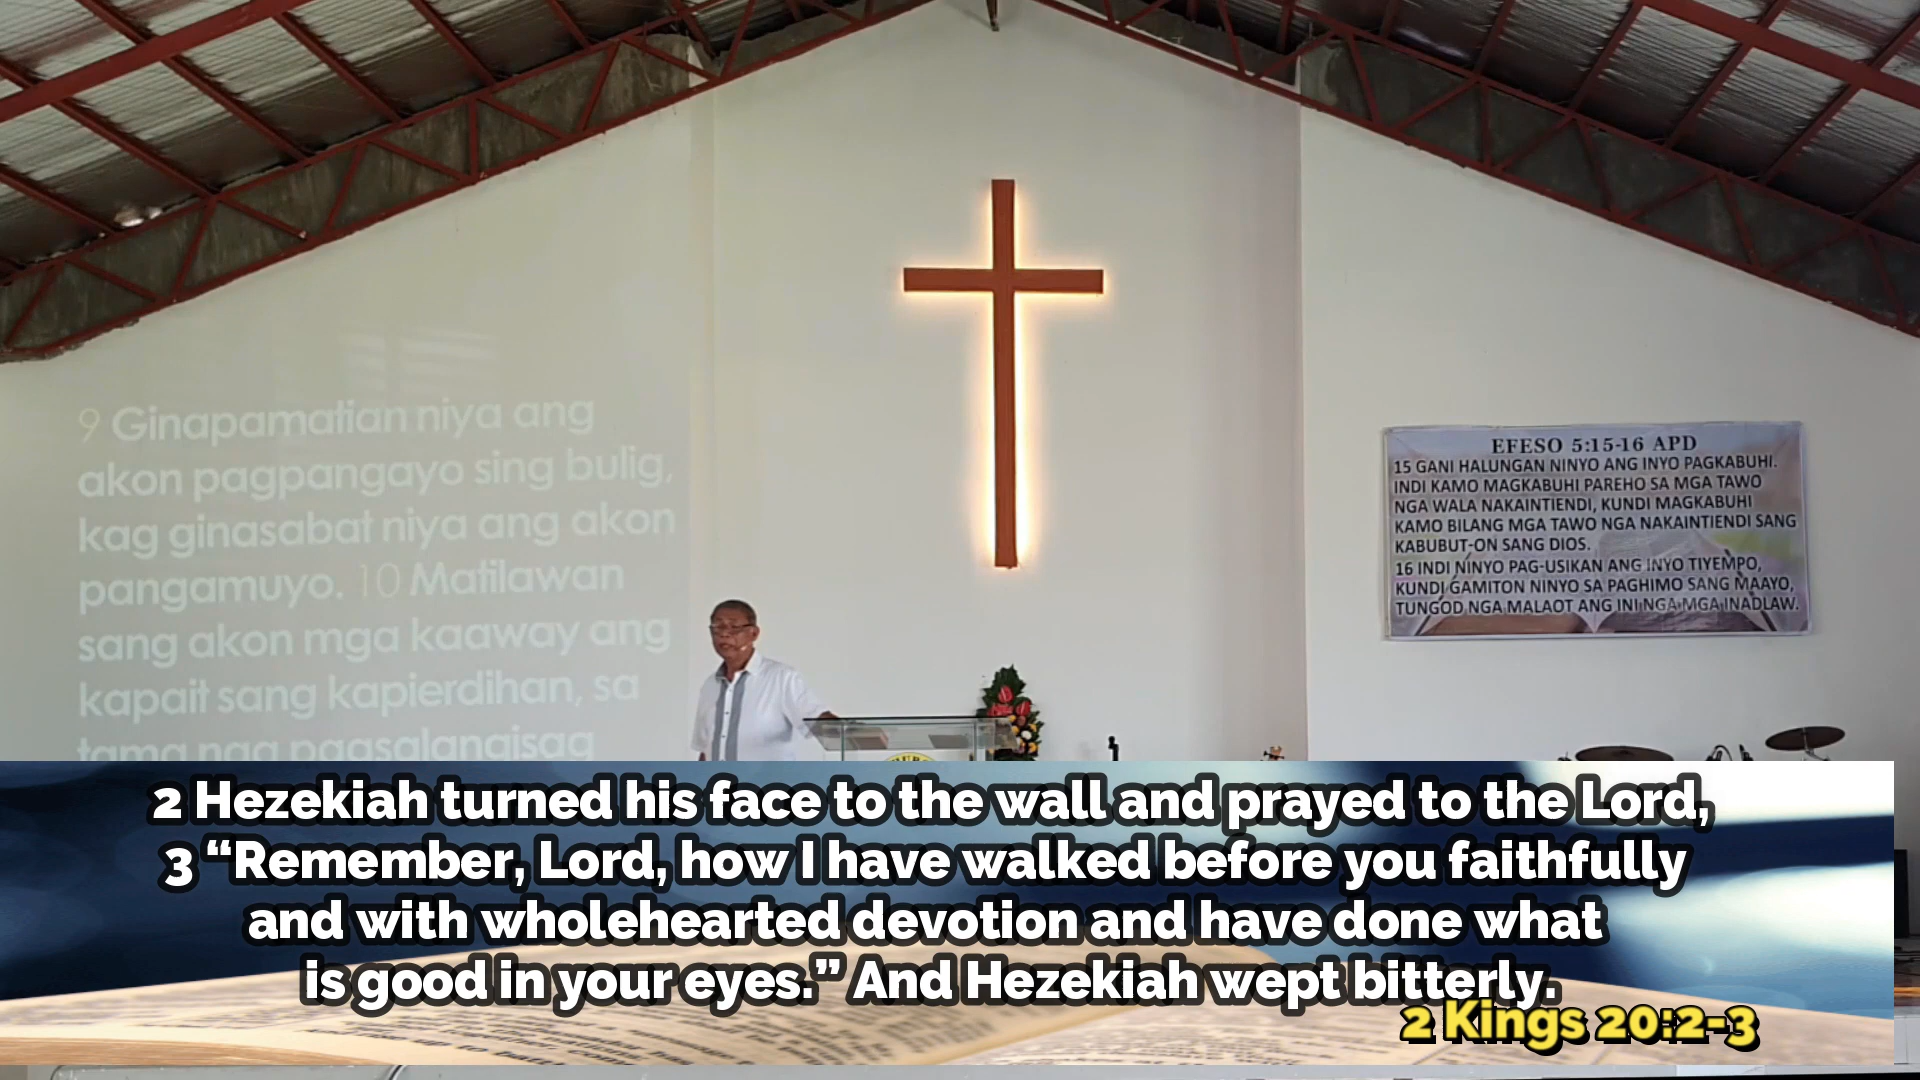 9 Ginapamatian niya ang
akon pagpangayo sing bulig,
kag ginasabat niya ang akon
pangamuyo. 10 Matilawan
sang akon mga kaaway ang
kapait sang kapierdihan, sa
tama nga pagsalangisag
EFESO 5:15-16 APD
15 GANI HALUNGAN NINYO ANG INYO PAGKABUHI.
INDI KAMO MAGKABUHI PAREHO SA MGA TAWO
NGA WALA NAKAINTIENDI, KUNDI MAGKABUHI
KAMO BILANG MGA TAWO NGA NAKAINTIENDI SANG
KABUBUT-ON SANG DIOS.
16 INDI NINYO PAG-USIKAN ANG INYO TIYEMPO,
KUNDI GAMITON NINYO SA PAGHIMO SANG MAAYO,
TUNGOD NGA MALAOT ANG INI NGA MGA INADLAW.
2 Hezekiah turned his face to the wall and prayed to the Lord,
3 “Remember, Lord, how I have walked before you faithfully
and with wholehearted devotion and have done what
is good in your eyes.” And Hezekiah wept bitterly.
2 Kings 20:2-3